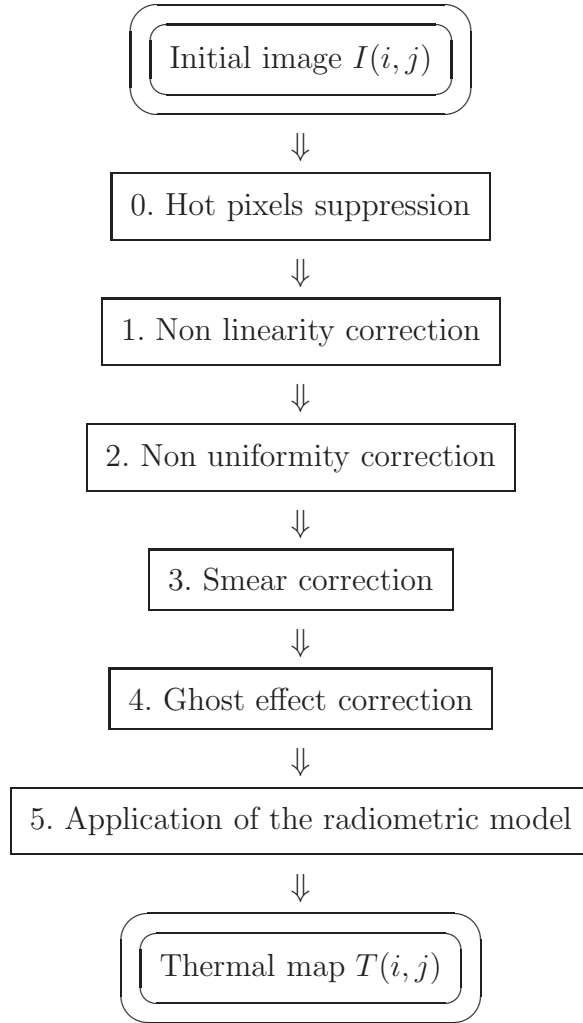 Initial image I(i, j)
⇓
0. Hot pixels suppression
⇓
1. Non linearity correction
⇓
2. Non uniformity correction
⇓
3. Smear correction
⇓
4. Ghost effect correction
⇓
5. Application of the radiometric model
⇓
Thermal map T(i, j)